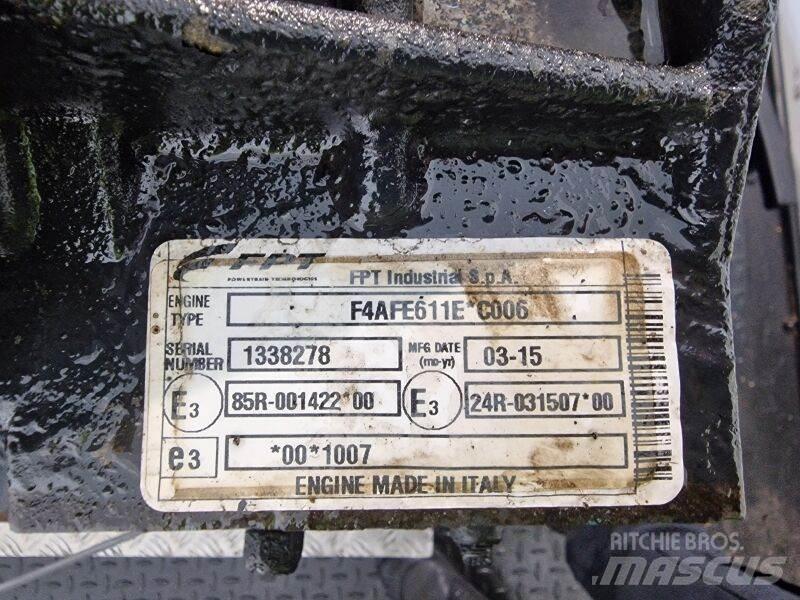 FPT
POWERTRAIN TECHNOLOGIES
FPT Industrial S.p.A.
ENGINE TYPE F4AFE611E*C006
SERIAL NUMBER 1338278 MFG DATE (mo-yr) 03-15
E3 85R-001422*00 E3 24R-031507*00
e3 *00*1007
ENGINE MADE IN ITALY
RITCHIE BROS.
MASCUS